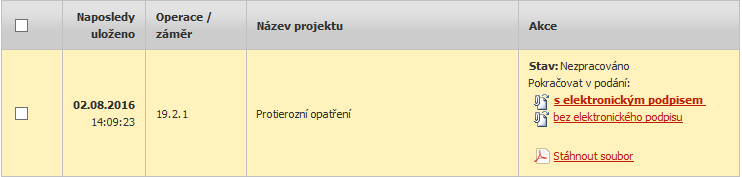 Naposledy uloženo
Operace / záměr
Název projektu
Akce
02.08.2016
14:09:23
19.2.1
Protierozní opatření
Stav: Nezpracováno
Pokračovat v podání:
s elektronickým podpisem
bez elektronického podpisu
Stáhnout soubor